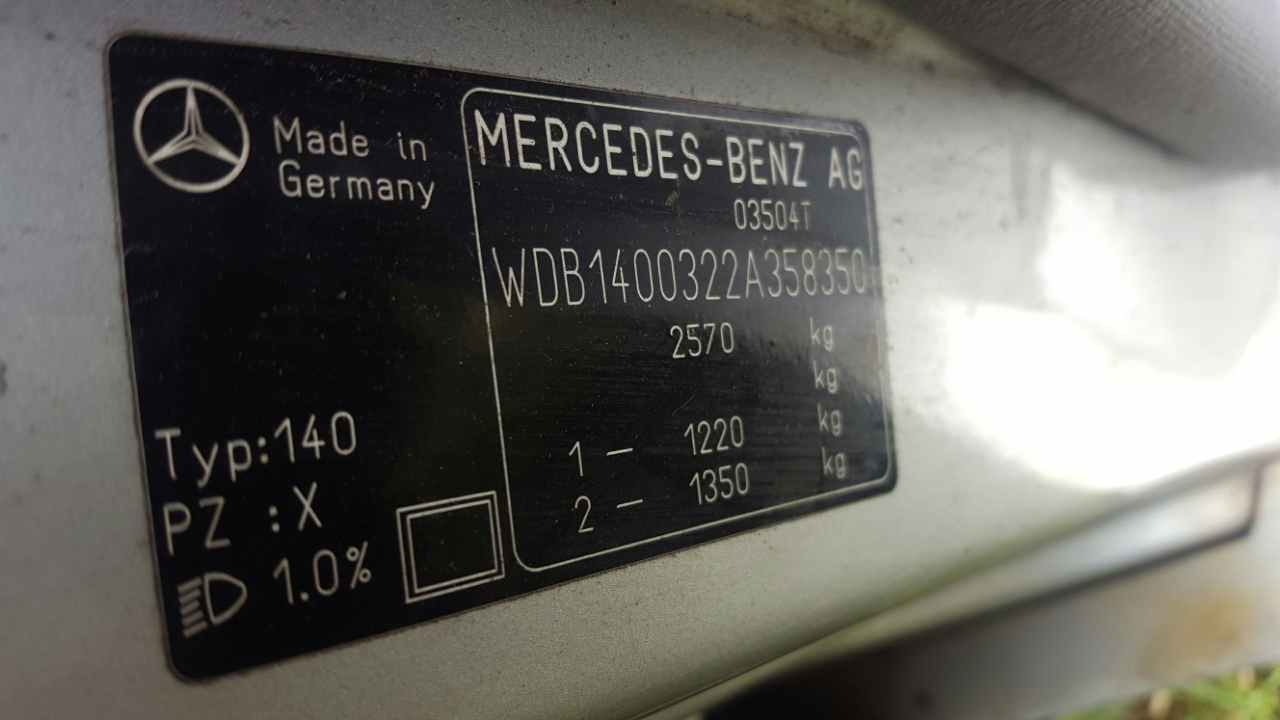 Made in
Germany
MERCEDES-BENZ AG
03504T
WDB1400322A358350
2570 kg
kg
1 - 1220 kg
2 - 1350 kg
Typ:140
PZ :X
1.0%